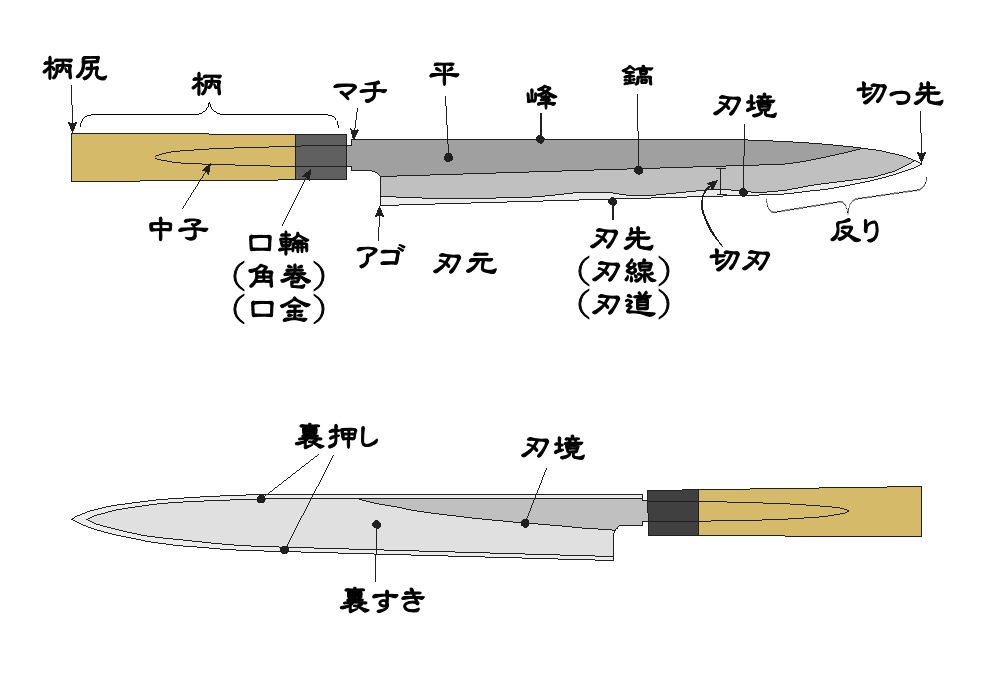 柄尻
柄
マチ
平
峰
鎬
刃境
切っ先
中子
口輪
(角巻)
(口金)
アゴ
刃元
刃先
(刃線)
(刃道)
切刃
反り
裏押し
刃境
裏すき